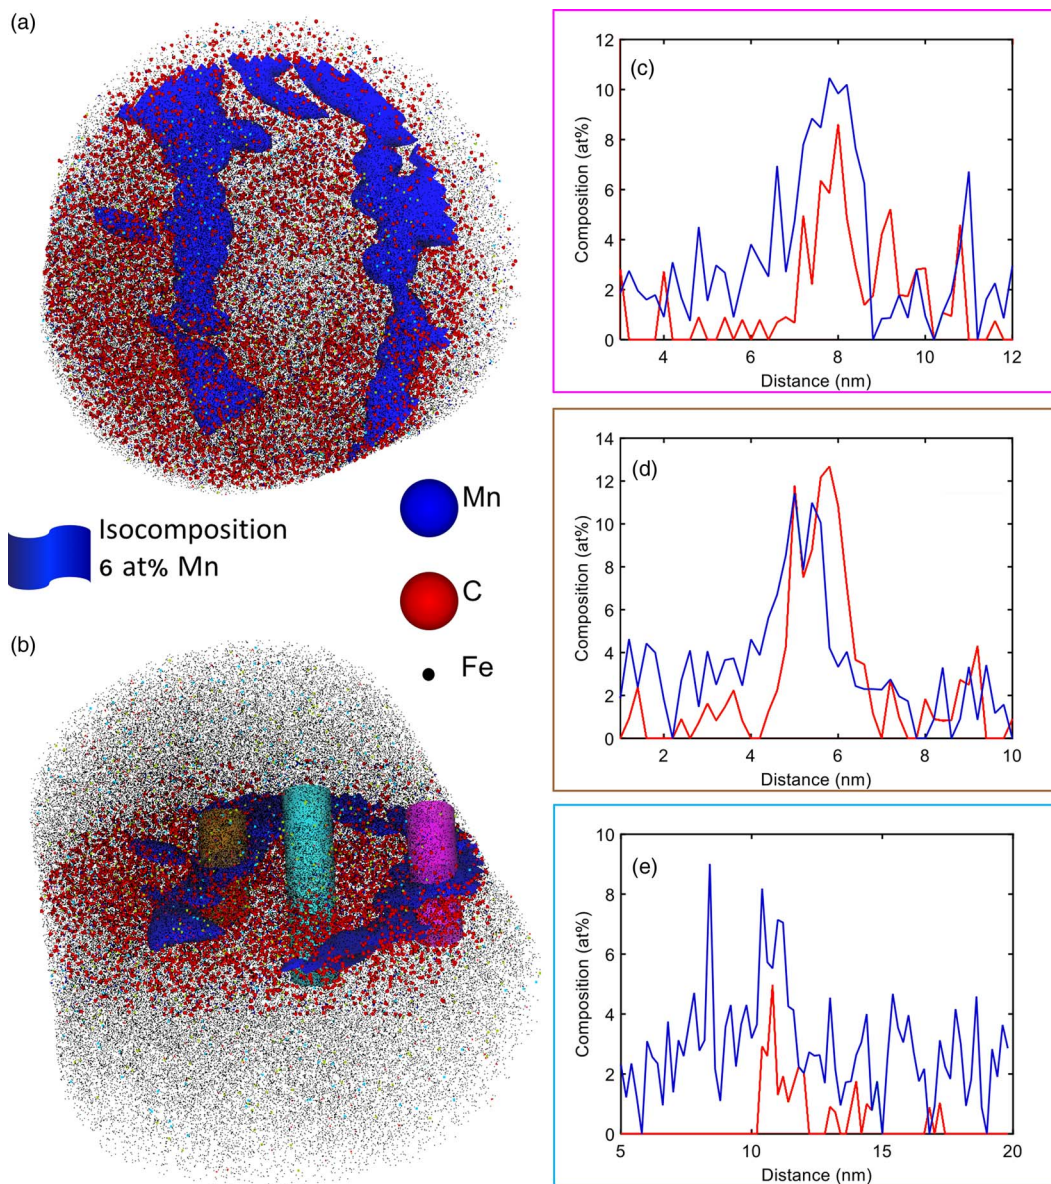 (a)
Mn
Isocomposition
6 at% Mn
C
(b)
Fe
(c)
12
10
8
6
4
2
0
Composition (at%)
4
6
8
10
12
Distance (nm)
(d)
14
12
10
8
6
4
2
0
Composition (at%)
2
4
6
8
10
Distance (nm)
(e)
10
8
6
4
2
0
Composition (at%)
5
10
15
20
Distance (nm)